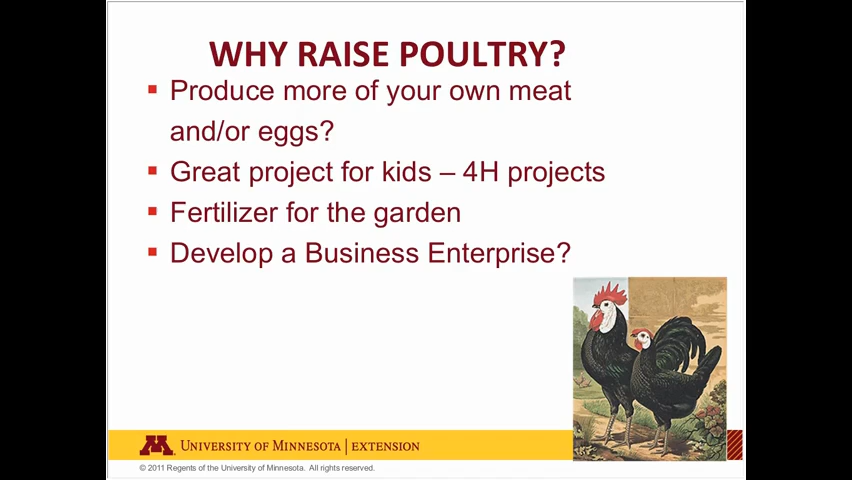 WHY RAISE POULTRY?
▪ Produce more of your own meat
and/or eggs?
▪ Great project for kids – 4H projects
▪ Fertilizer for the garden
▪ Develop a Business Enterprise?
M UNIVERSITY OF MINNESOTA | EXTENSION
© 2011 Regents of the University of Minnesota. All rights reserved.